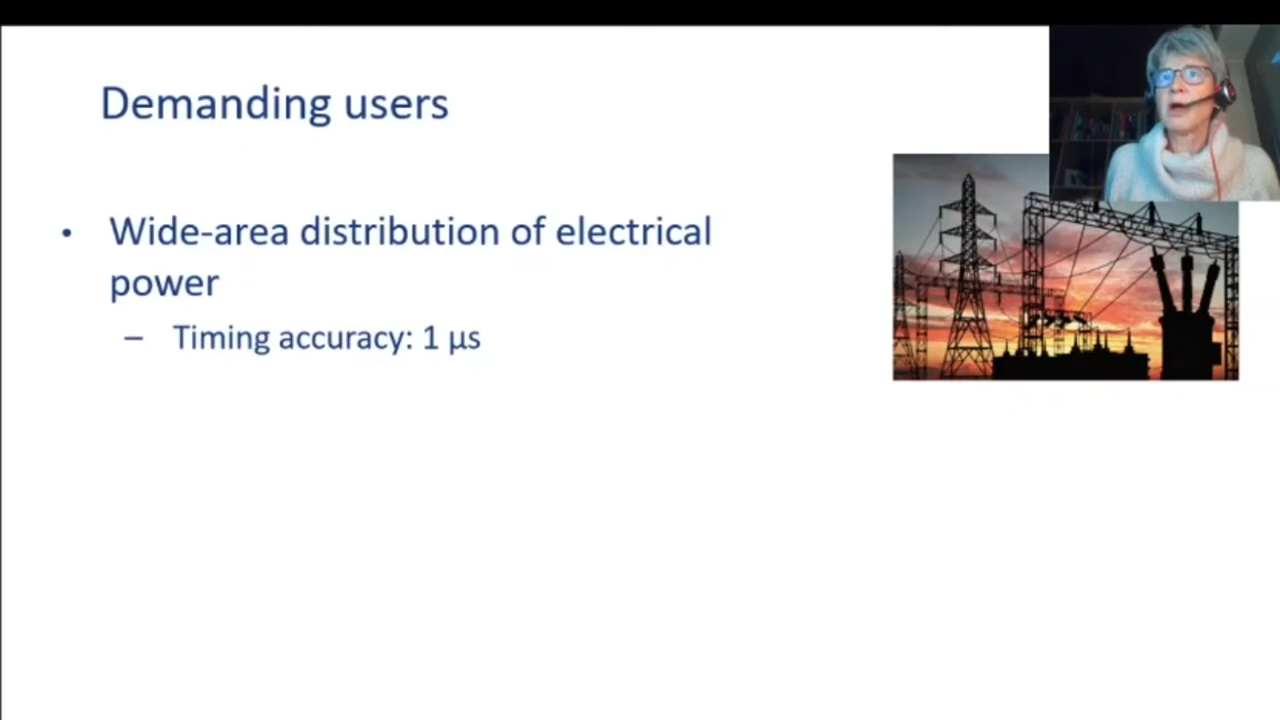 Demanding users
• Wide-area distribution of electrical
power
– Timing accuracy: 1 µs